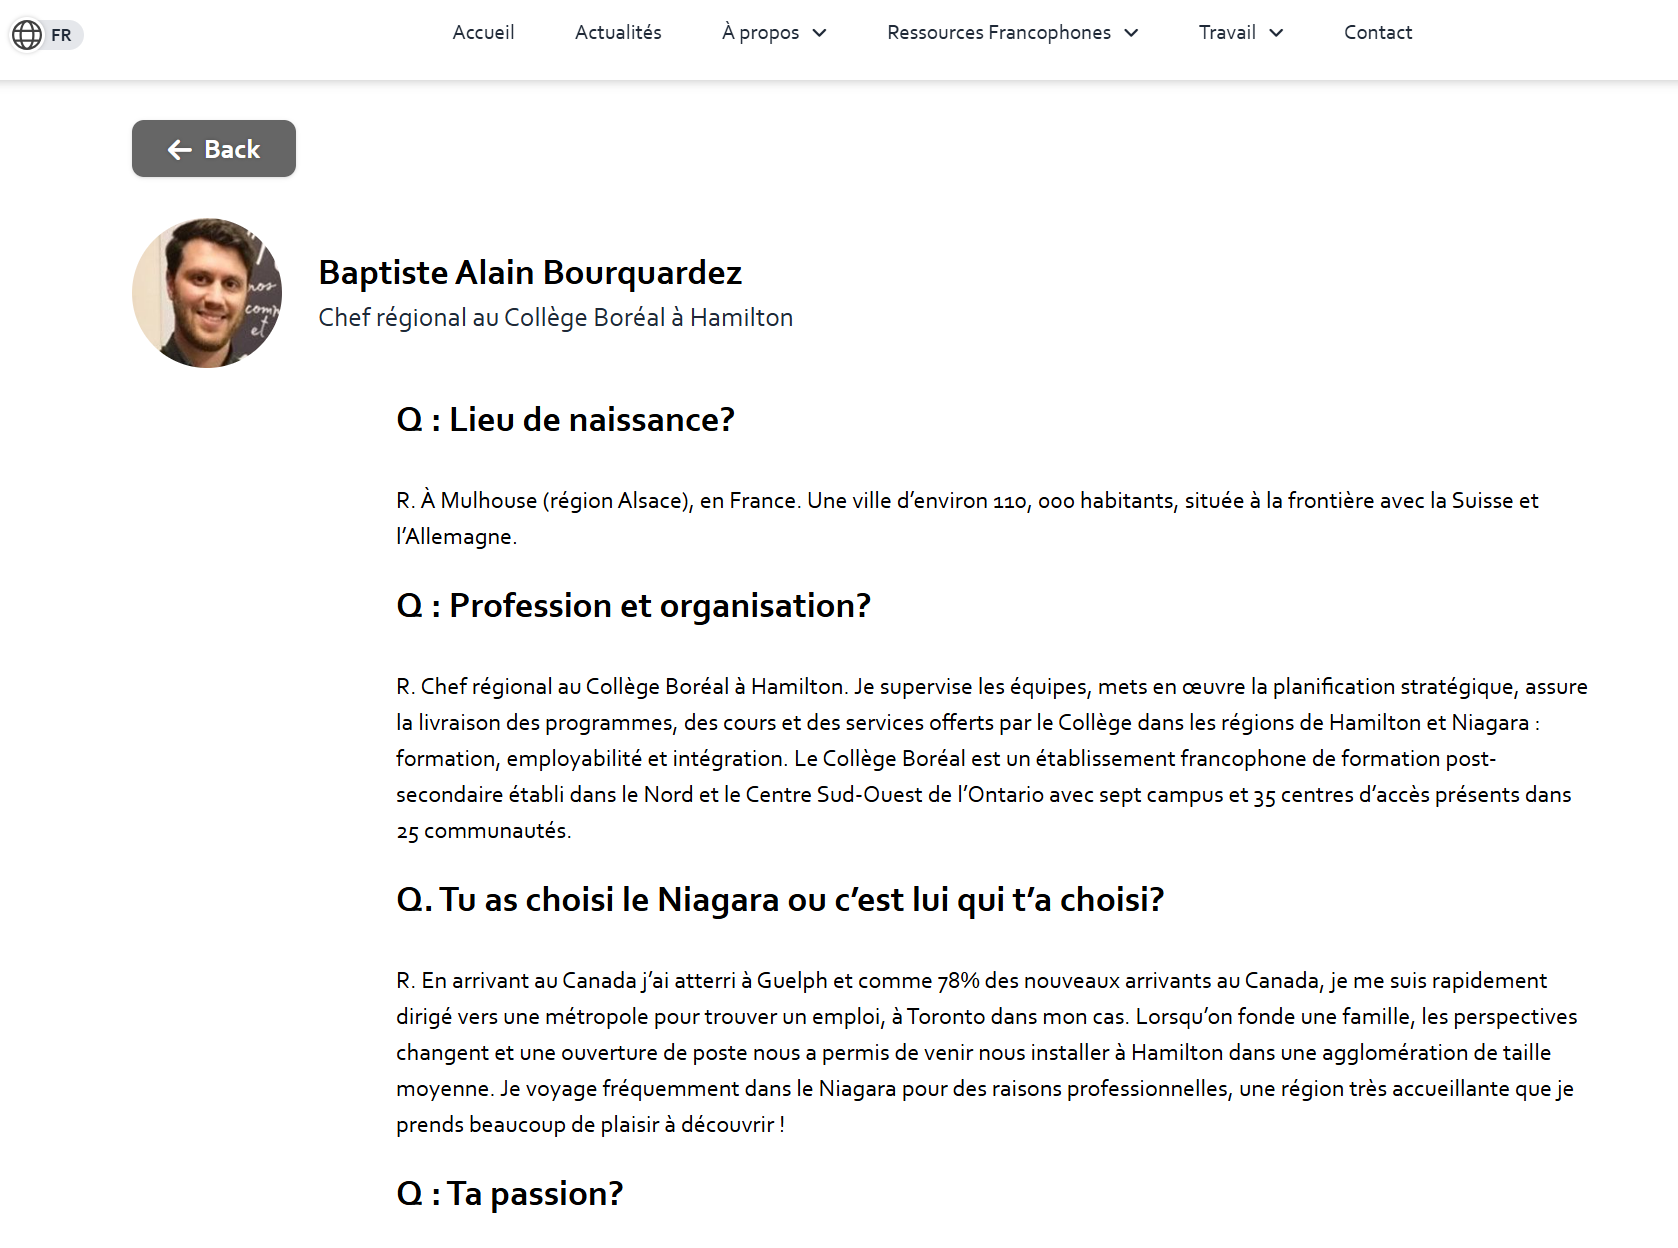 FR
Accueil
Actualités
À propos
Ressources Francophones
Travail
Contact
Back
nos
et
Baptiste Alain Bourquardez
Chef régional au Collège Boréal à Hamilton
Q : Lieu de naissance?
R. À Mulhouse (région Alsace), en France. Une ville d’environ 110, 000 habitants, située à la frontière avec la Suisse et
l’Allemagne.
Q : Profession et organisation?
R. Chef régional au Collège Boréal à Hamilton. Je supervise les équipes, mets en œuvre la planification stratégique, assure
la livraison des programmes, des cours et des services offerts par le Collège dans les régions de Hamilton et Niagara :
formation, employabilité et intégration. Le Collège Boréal est un établissement francophone de formation post-
secondaire établi dans le Nord et le Centre Sud-Ouest de l’Ontario avec sept campus et 35 centres d’accès présents dans
25 communautés.
Q. Tu as choisi le Niagara ou c’est lui qui t’a choisi?
R. En arrivant au Canada j’ai atterri à Guelph et comme 78% des nouveaux arrivants au Canada, je me suis rapidement
dirigé vers une métropole pour trouver un emploi, à Toronto dans mon cas. Lorsqu’on fonde une famille, les perspectives
changent et une ouverture de poste nous a permis de venir nous installer à Hamilton dans une agglomération de taille
moyenne. Je voyage fréquemment dans le Niagara pour des raisons professionnelles, une région très accueillante que je
prends beaucoup de plaisir à découvrir !
Q : Ta passion?